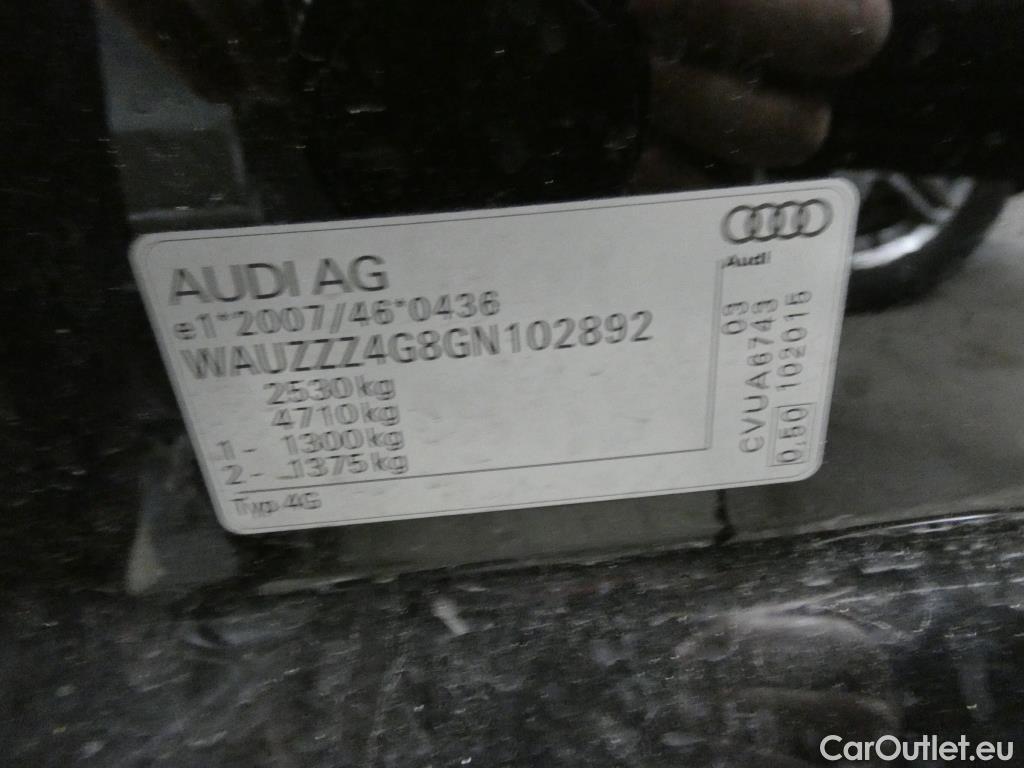 AUDI AG
e1*2007/46*0436
WAUZZZ4G8GN102892
2530kg
4710kg
1- 1300kg
2- 1375kg
Typ 4G
Audi
CVUA6743 03
0,50 102015
CarOutlet.eu